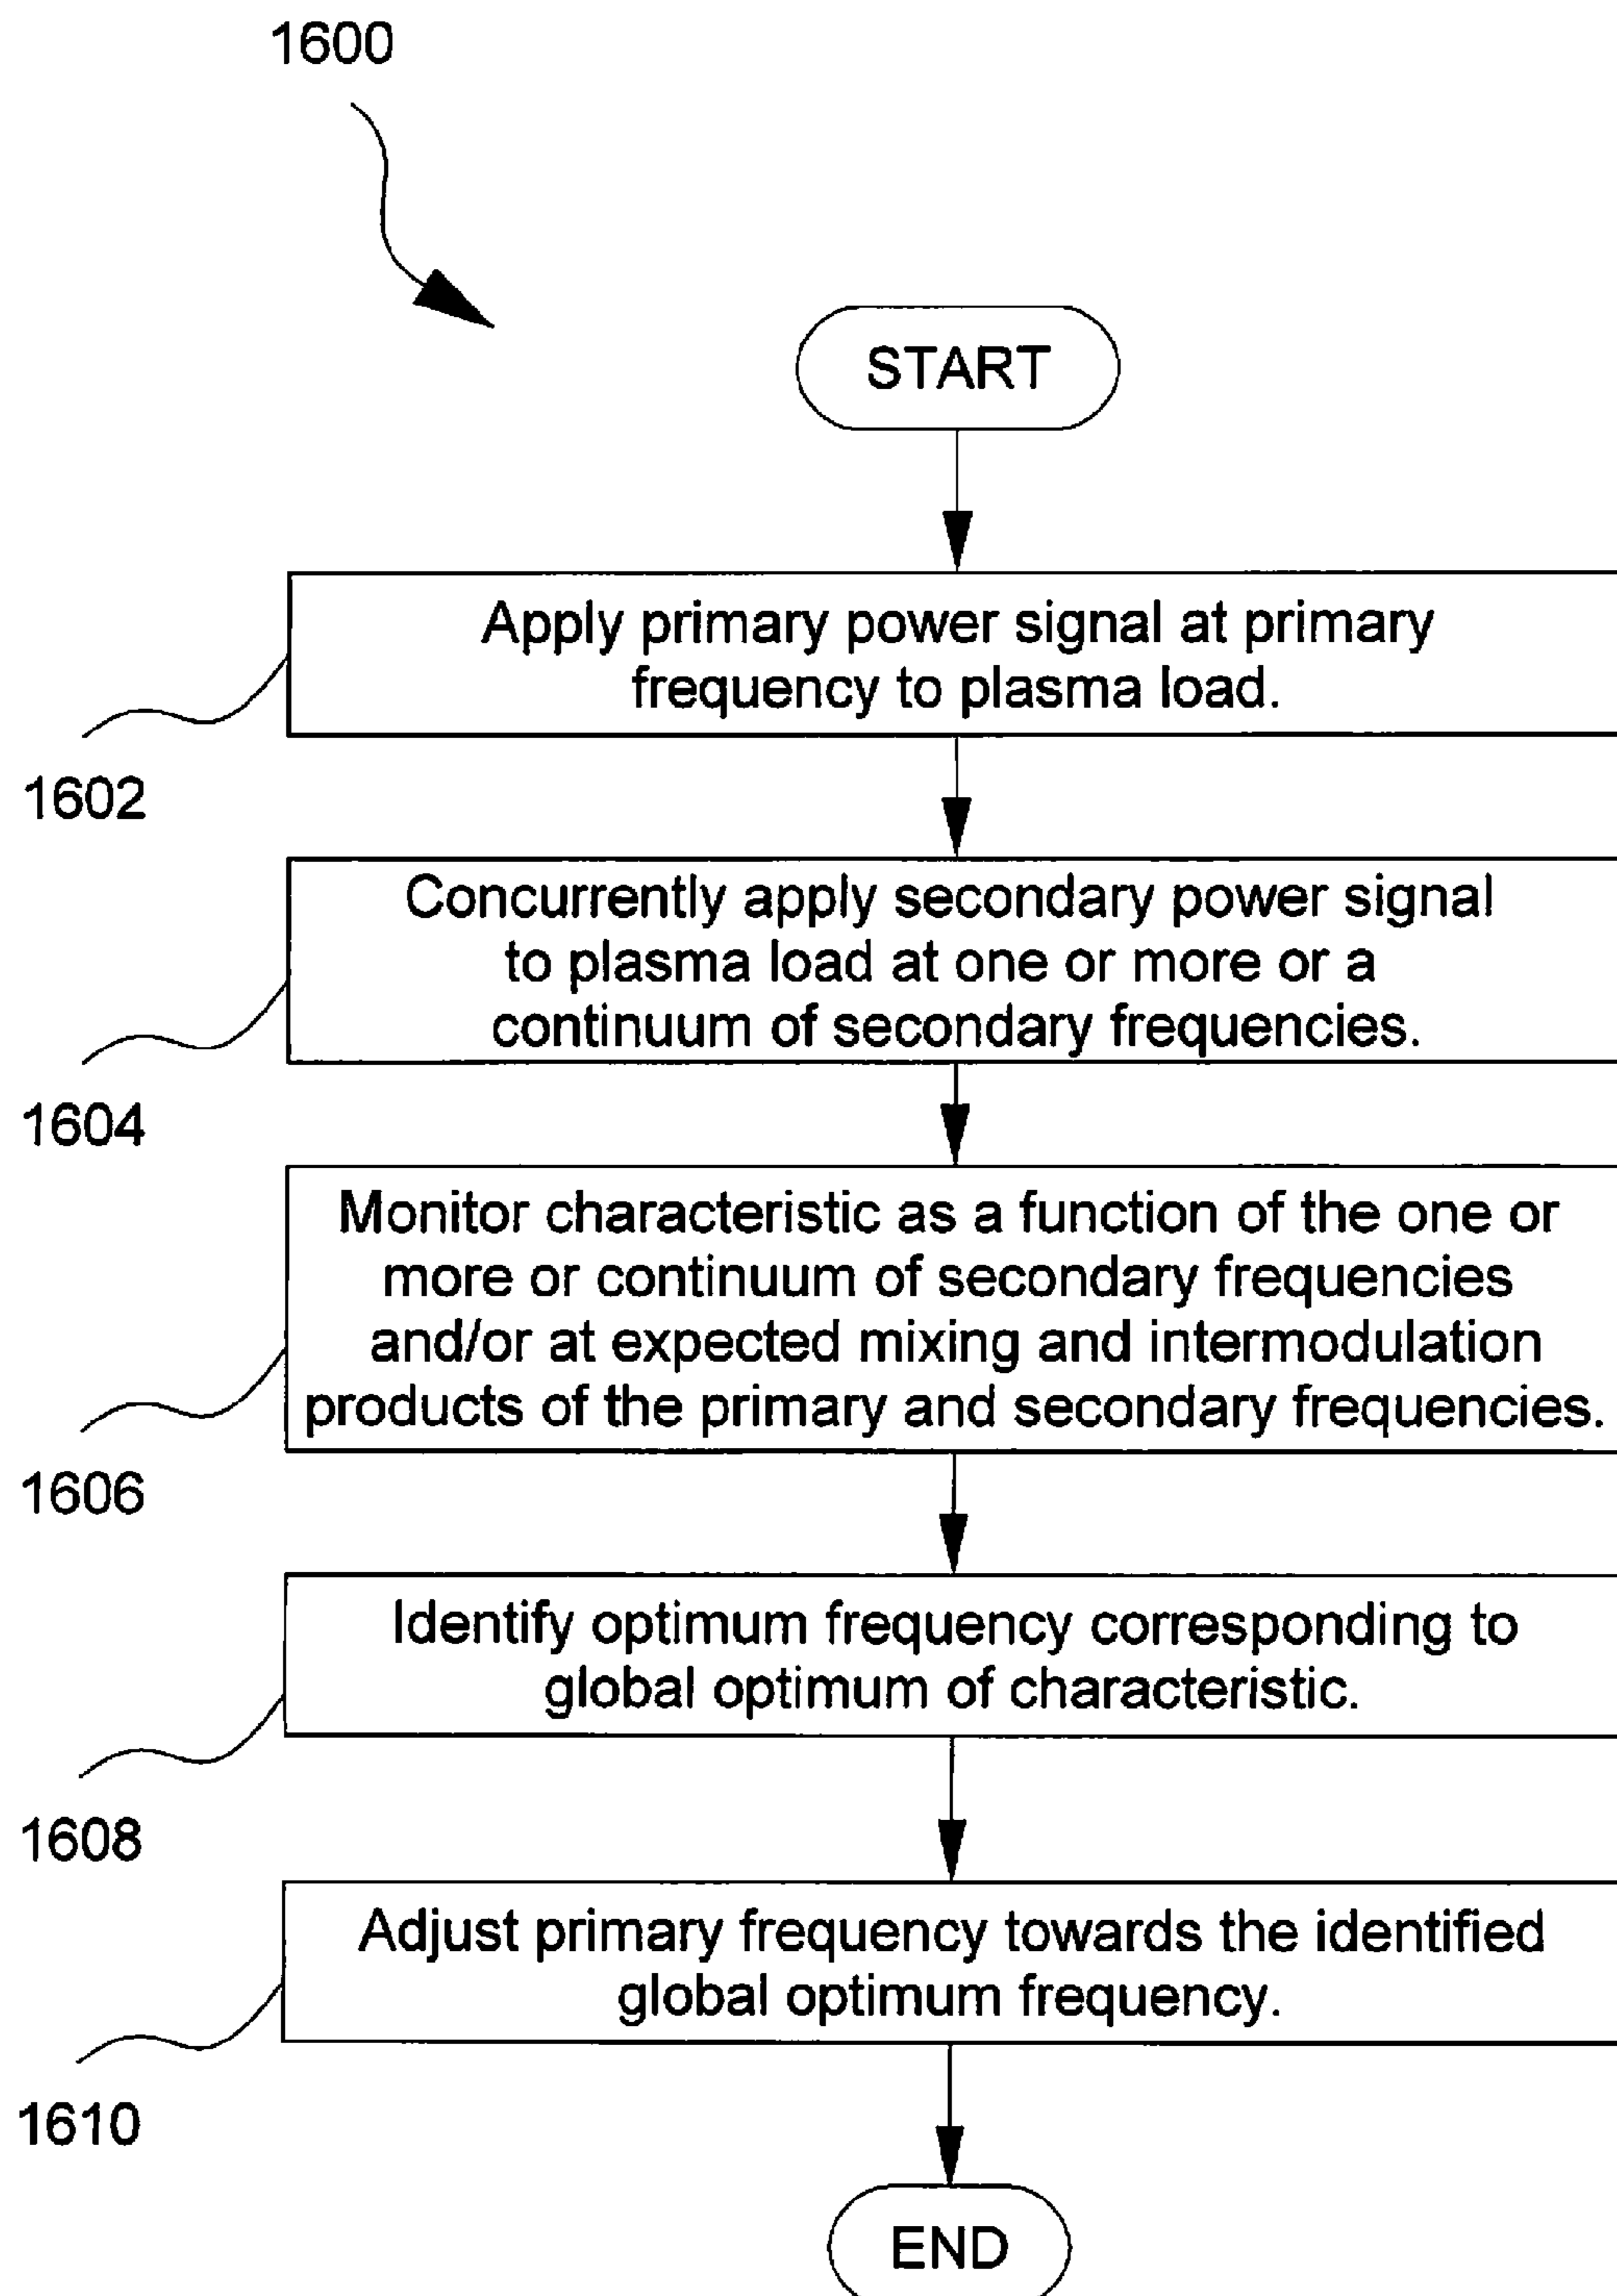 1600
START
Apply primary power signal at primary
frequency to plasma load.
1602
Concurrently apply secondary power signal
to plasma load at one or more or a
continuum of secondary frequencies.
1604
Monitor characteristic as a function of the one or
more or continuum of secondary frequencies
and/or at expected mixing and intermodulation
products of the primary and secondary frequencies.
1606
Identify optimum frequency corresponding to
global optimum of characteristic.
1608
Adjust primary frequency towards the identified
global optimum frequency.
1610
END